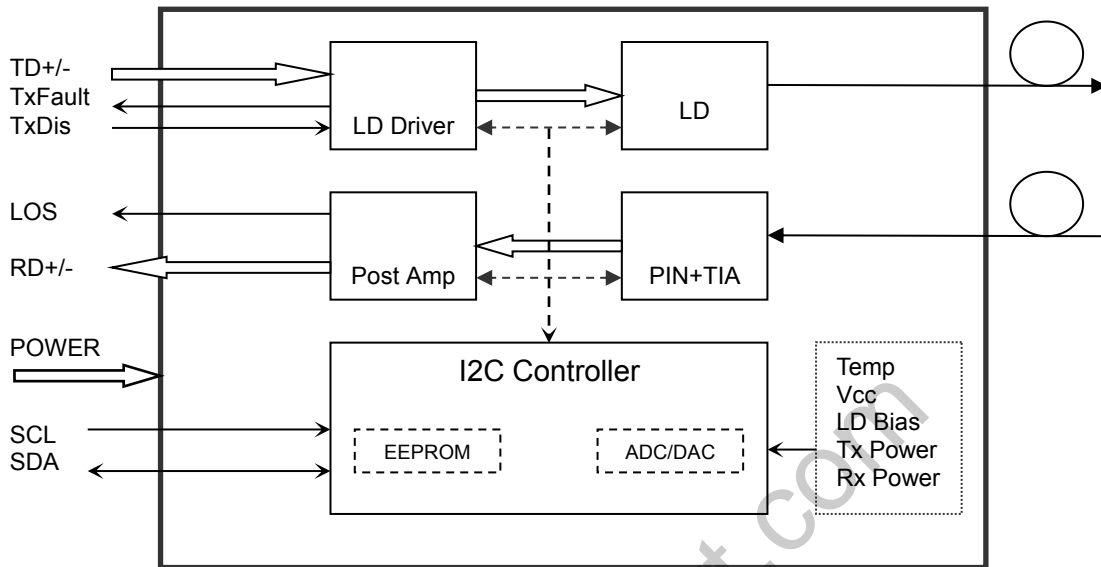 TD+/-
TxFault
TxDis
LD Driver
LD
LOS
RD+/-
Post Amp
PIN+TIA
POWER
I2C Controller
SCL
SDA
EEPROM
ADC/DAC
Temp
Vcc
LD Bias
Tx Power
Rx Power
t.com